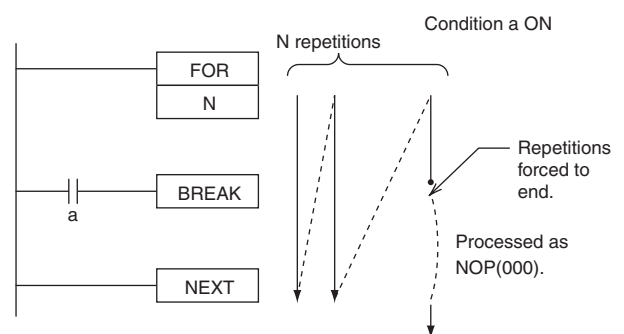 Condition a ON
N repetitions
FOR
N
BREAK
a
NEXT
Repetitions
forced to
end.
Processed as
NOP(000).